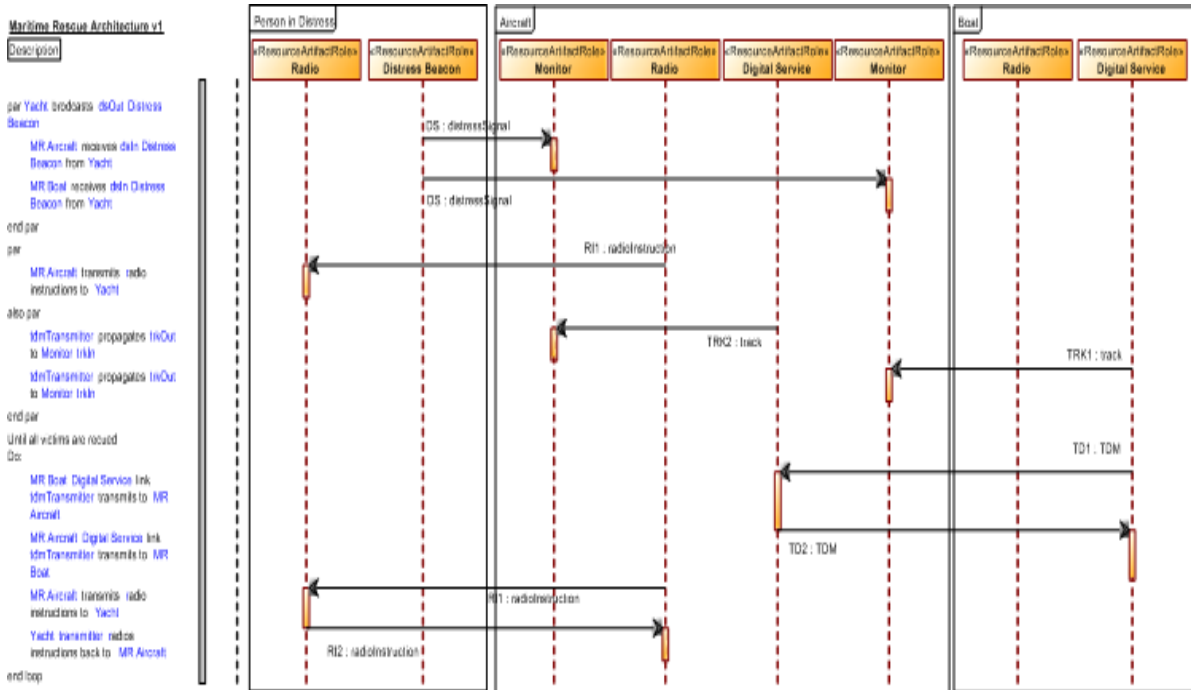 Maritime Rescue Architecture v1
Description
par Yacht brodcasts dsOut Distress
Beacon
MR Aircraft receives dsIn Distress
Beacon from Yacht
MR Boat receives dsIn Distress
Beacon from Yacht
end par
par
MR Aircraft transmits radio
instructions to Yacht
also par
tdmTransmitter propagates trkOut
to Monitor trkIn
tdmTransmitter propagates trkOut
to Monitor trkIn
end par
Until all victims are recued
Do:
MR Boat Digital Service link
tdmTransmitter transmits to MR
Aircraft
MR Aircraft Digital Service link
tdmTransmitter transmits to MR
Boat
MR Aircraft transmits radio
instructions to Yacht
Yacht transmitter radios
instructions back to MR Aircraft
end loop
Person in Distress
Aircraft
Boat
«ResourceArtifactRole»
Radio
«ResourceArtifactRole»
Distress Beacon
«ResourceArtifactRole»
Monitor
«ResourceArtifactRole»
Radio
«ResourceArtifactRole»
Digital Service
«ResourceArtifactRole»
Monitor
«ResourceArtifactRole»
Radio
«ResourceArtifactRole»
Digital Service
DS : distressSignal
DS : distressSignal
RI1 : radioInstruction
TRK2 : track
TRK1 : track
TD1 : TDM
TD2 : TDM
RI1 : radioInstruction
RI2 : radioInstruction